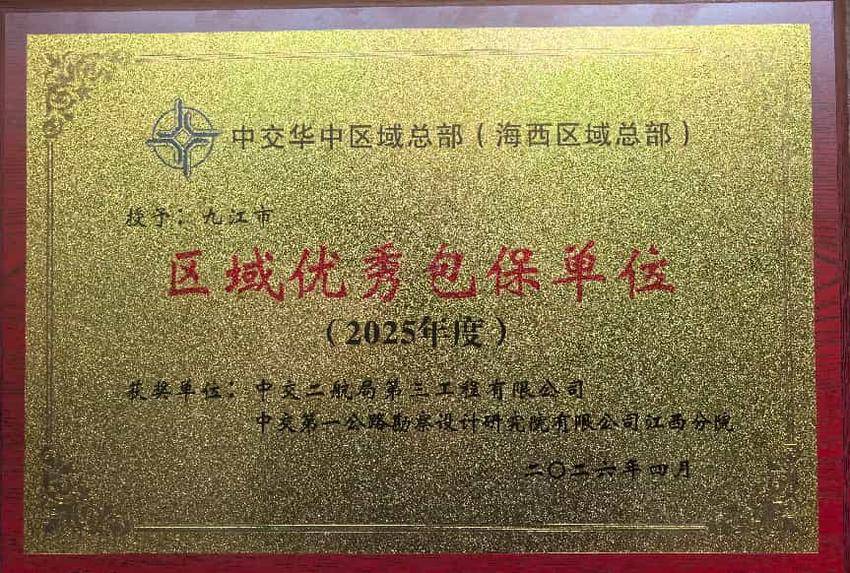 中交华中区域总部（海西区域总部）
授予：九江市
区域优秀包保单位
（2025年度）
获奖单位：中交二航局第三工程有限公司
中交第一公路勘察设计研究院有限公司江西分院
二〇二六年四月